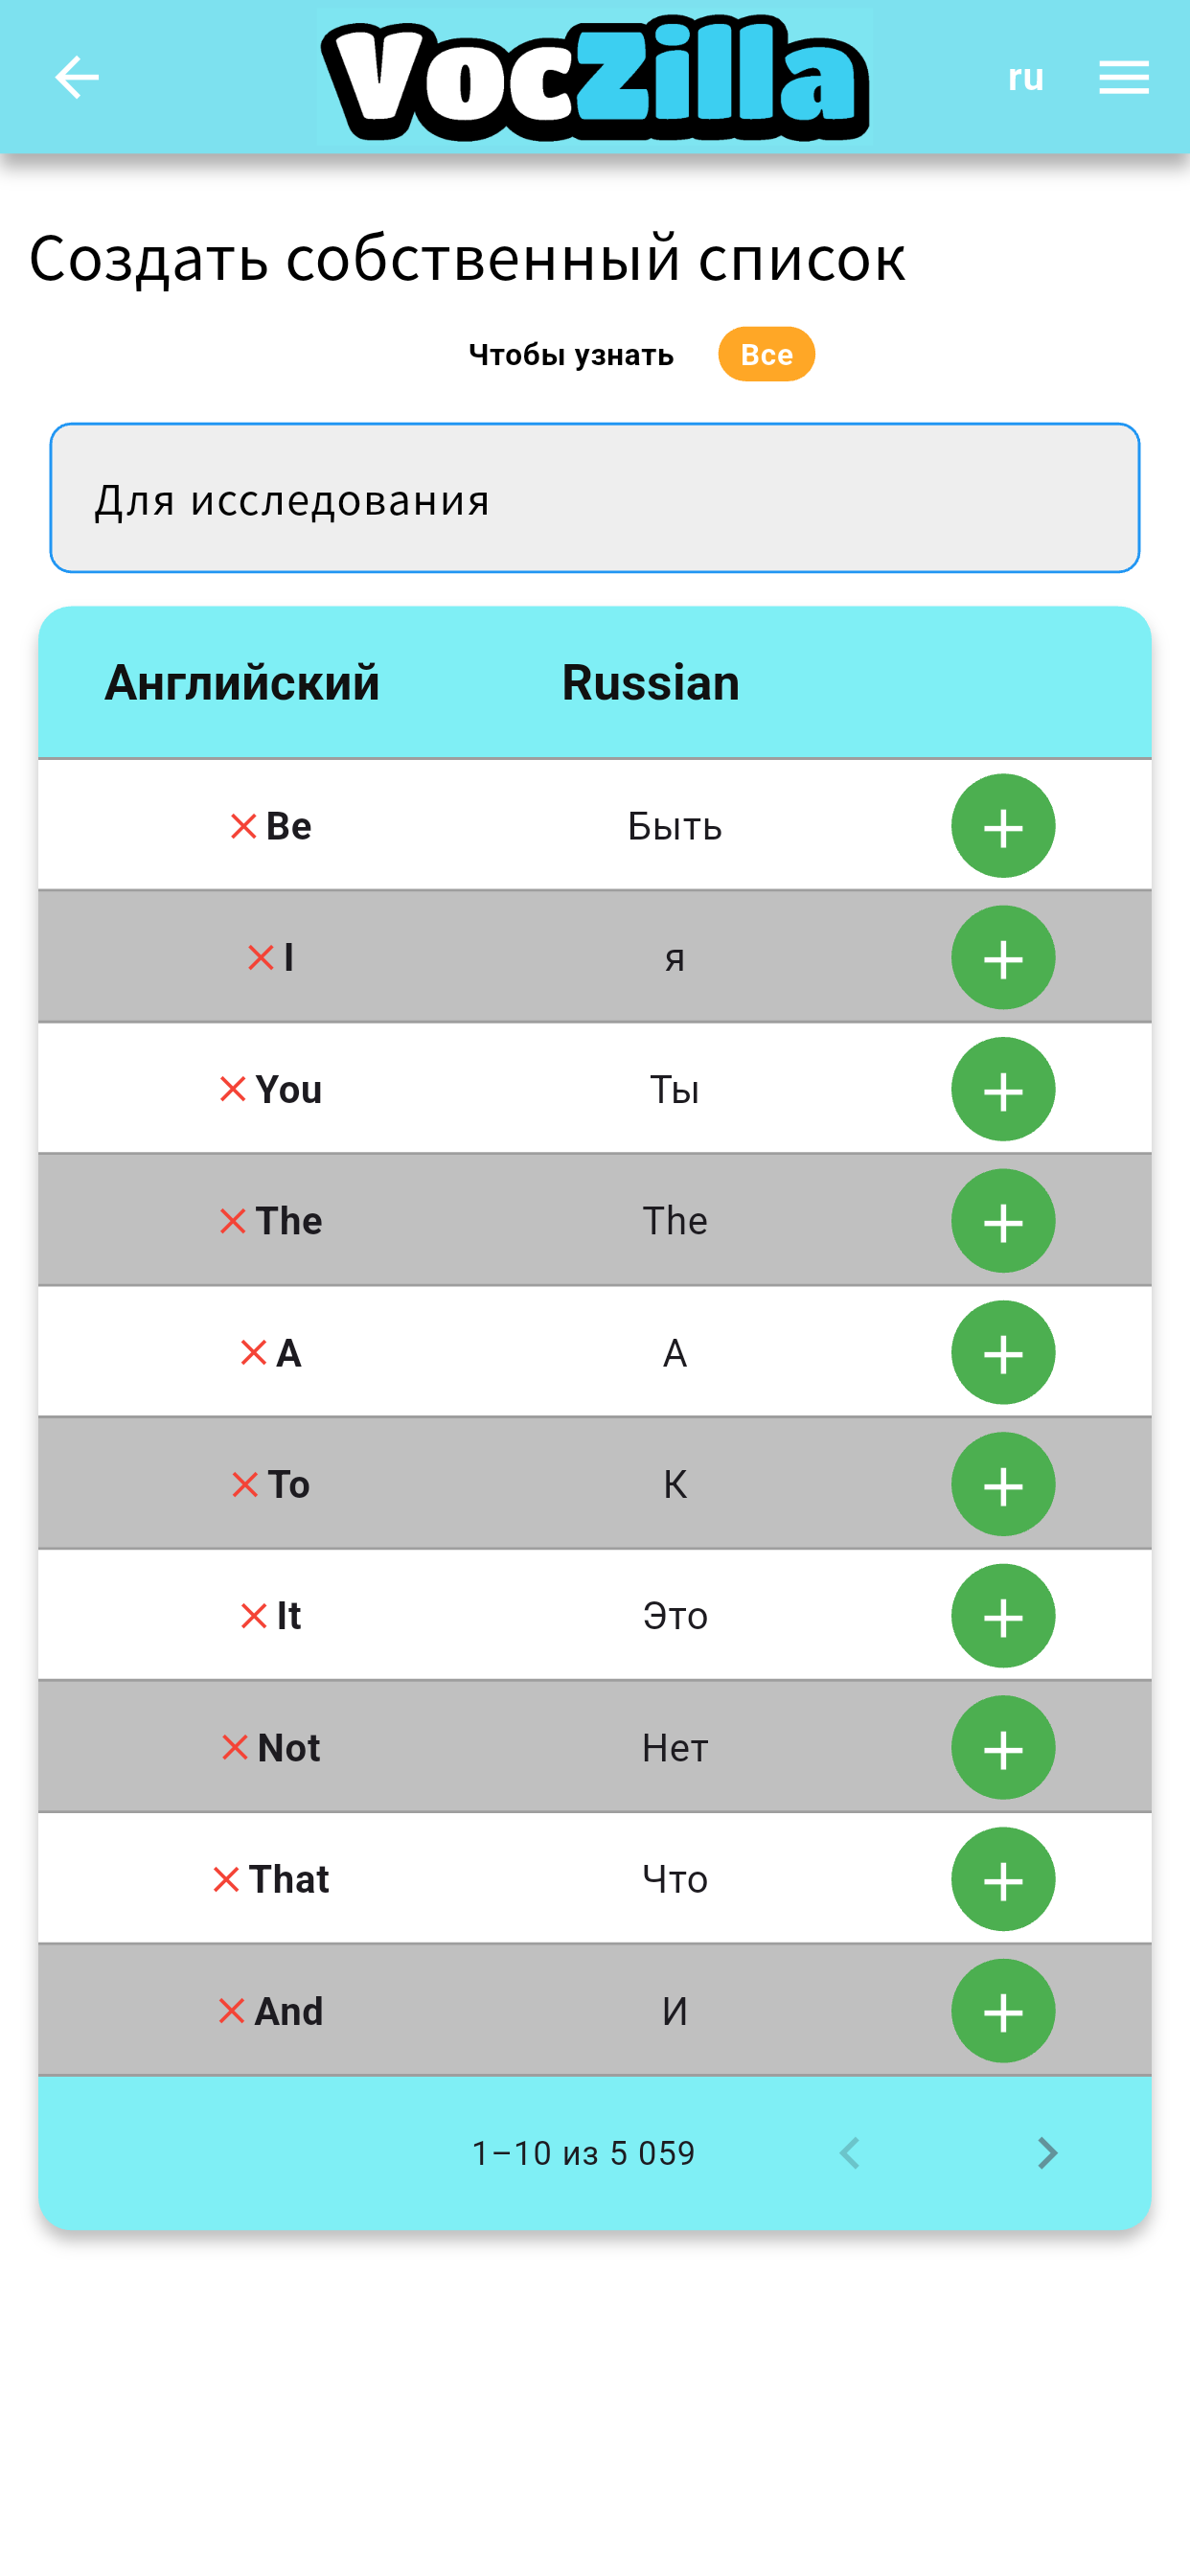 VocZilla
ru
Создать собственный список
Чтобы узнать Все
Для исследования
Английский Russian
Be Быть
I я
You Ты
The The
A А
To К
It Это
Not Нет
That Что
And И
1–10 из 5 059